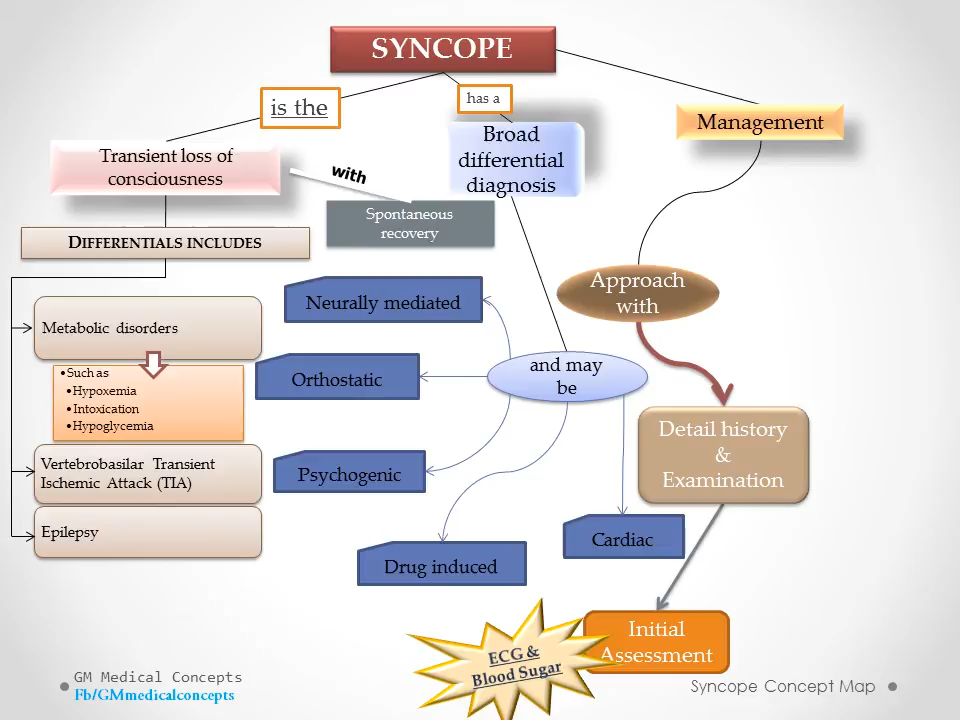 SYNCOPE
is the
has a
Management
Broad
differential
diagnosis
Transient loss of
consciousness
with
Spontaneous
recovery
DIFFERENTIALS INCLUDES
Approach
with
Neurally mediated
Metabolic disorders
•Such as
•Hypoxemia
•Intoxication
•Hypoglycemia
Orthostatic
and may
be
Detail history
&
Examination
Vertebrobasilar Transient
Ischemic Attack (TIA)
Psychogenic
Epilepsy
Cardiac
Drug induced
Initial
Assessment
ECG &
Blood Sugar
GM Medical Concepts
Fb/GMmedicalconcepts
Syncope Concept Map